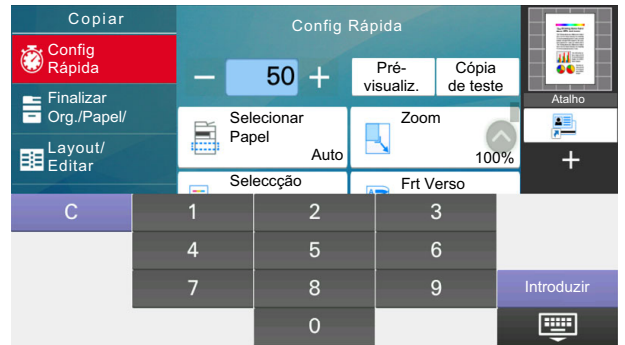 Copiar
Config
Rápida
Finalizar
Org./Papel/
Layout/
Editar
Config Rápida
− 50 +
Pré-
visualiz.
Cópia
de teste
Selecionar
Papel
Auto
Zoom
100%
Seleccção
Frt Verso
Atalho
+
C
1 2 3
4 5 6
7 8 9
0
Introduzir